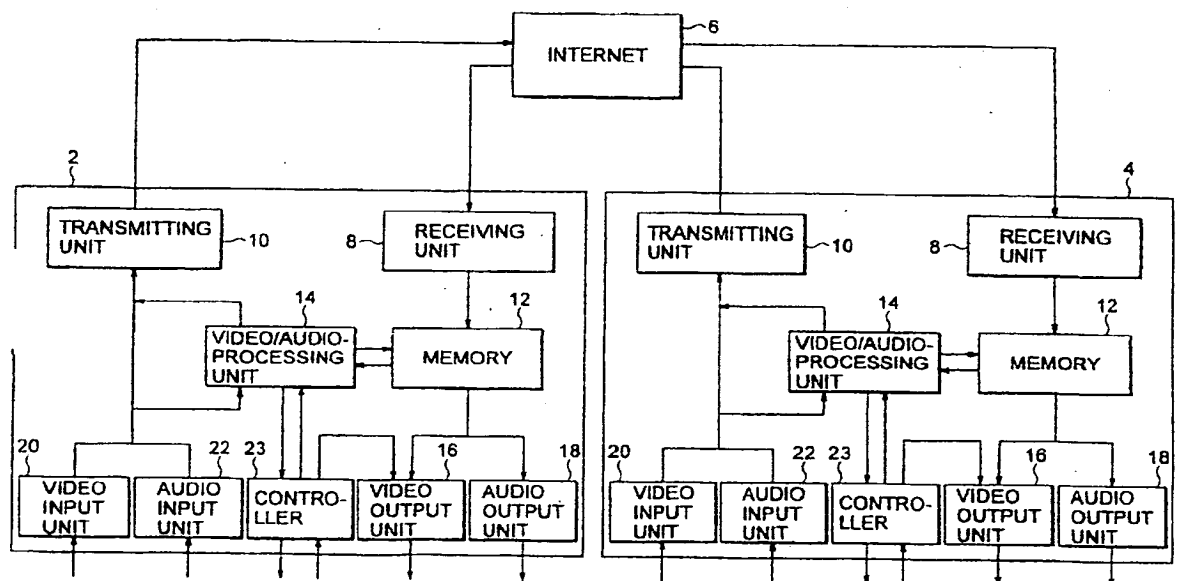 6
INTERNET
2
4
TRANSMITTING
UNIT
10
8
RECEIVING
UNIT
TRANSMITTING
UNIT
10
8
RECEIVING
UNIT
14
12
VIDEO/AUDIO-
PROCESSING
UNIT
MEMORY
14
12
VIDEO/AUDIO-
PROCESSING
UNIT
MEMORY
20
22
23
16
18
VIDEO
INPUT
UNIT
AUDIO
INPUT
UNIT
CONTRO-
LLER
VIDEO
OUTPUT
UNIT
AUDIO
OUTPUT
UNIT
20
22
23
16
18
VIDEO
INPUT
UNIT
AUDIO
INPUT
UNIT
CONTRO-
LLER
VIDEO
OUTPUT
UNIT
AUDIO
OUTPUT
UNIT